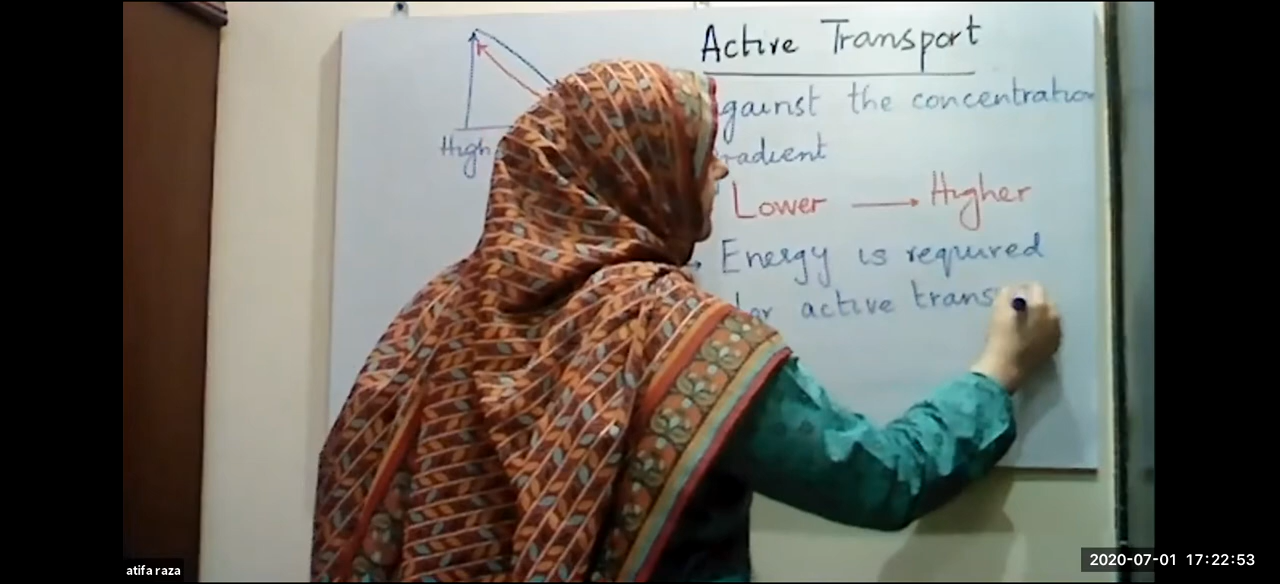 Active Transport
gainst the concentration
radient
Lower → Higher
Energy is required
active trans
High
atifa raza
2020-07-01 17:22:53